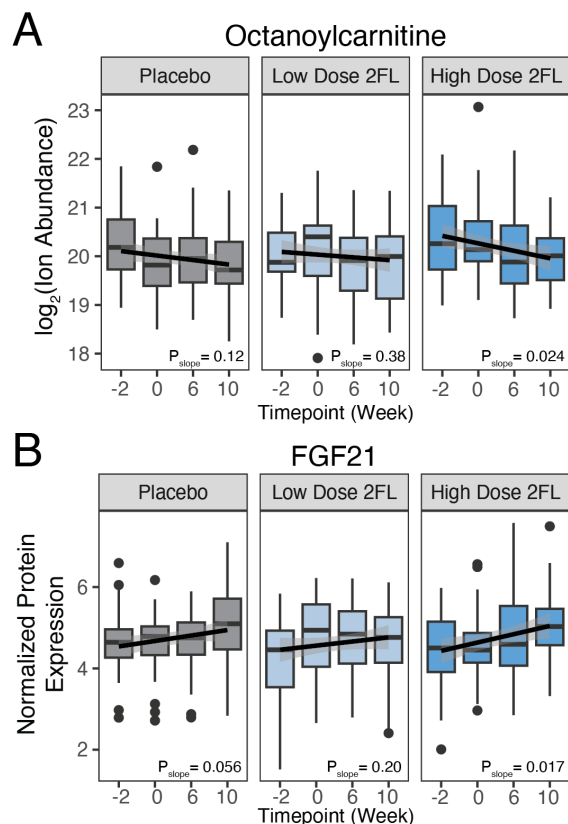 A
Octanoylcarnitine
Placebo
Low Dose 2FL
High Dose 2FL
log2(Ion Abundance)
23
22
21
20
19
18
Pslope= 0.12
Pslope= 0.38
Pslope= 0.024
-2 0 6 10
-2 0 6 10
-2 0 6 10
Timepoint (Week)
B
FGF21
Placebo
Low Dose 2FL
High Dose 2FL
Normalized Protein
Expression
6
4
2
Pslope= 0.056
Pslope= 0.20
Pslope= 0.017
-2 0 6 10
-2 0 6 10
-2 0 6 10
Timepoint (Week)